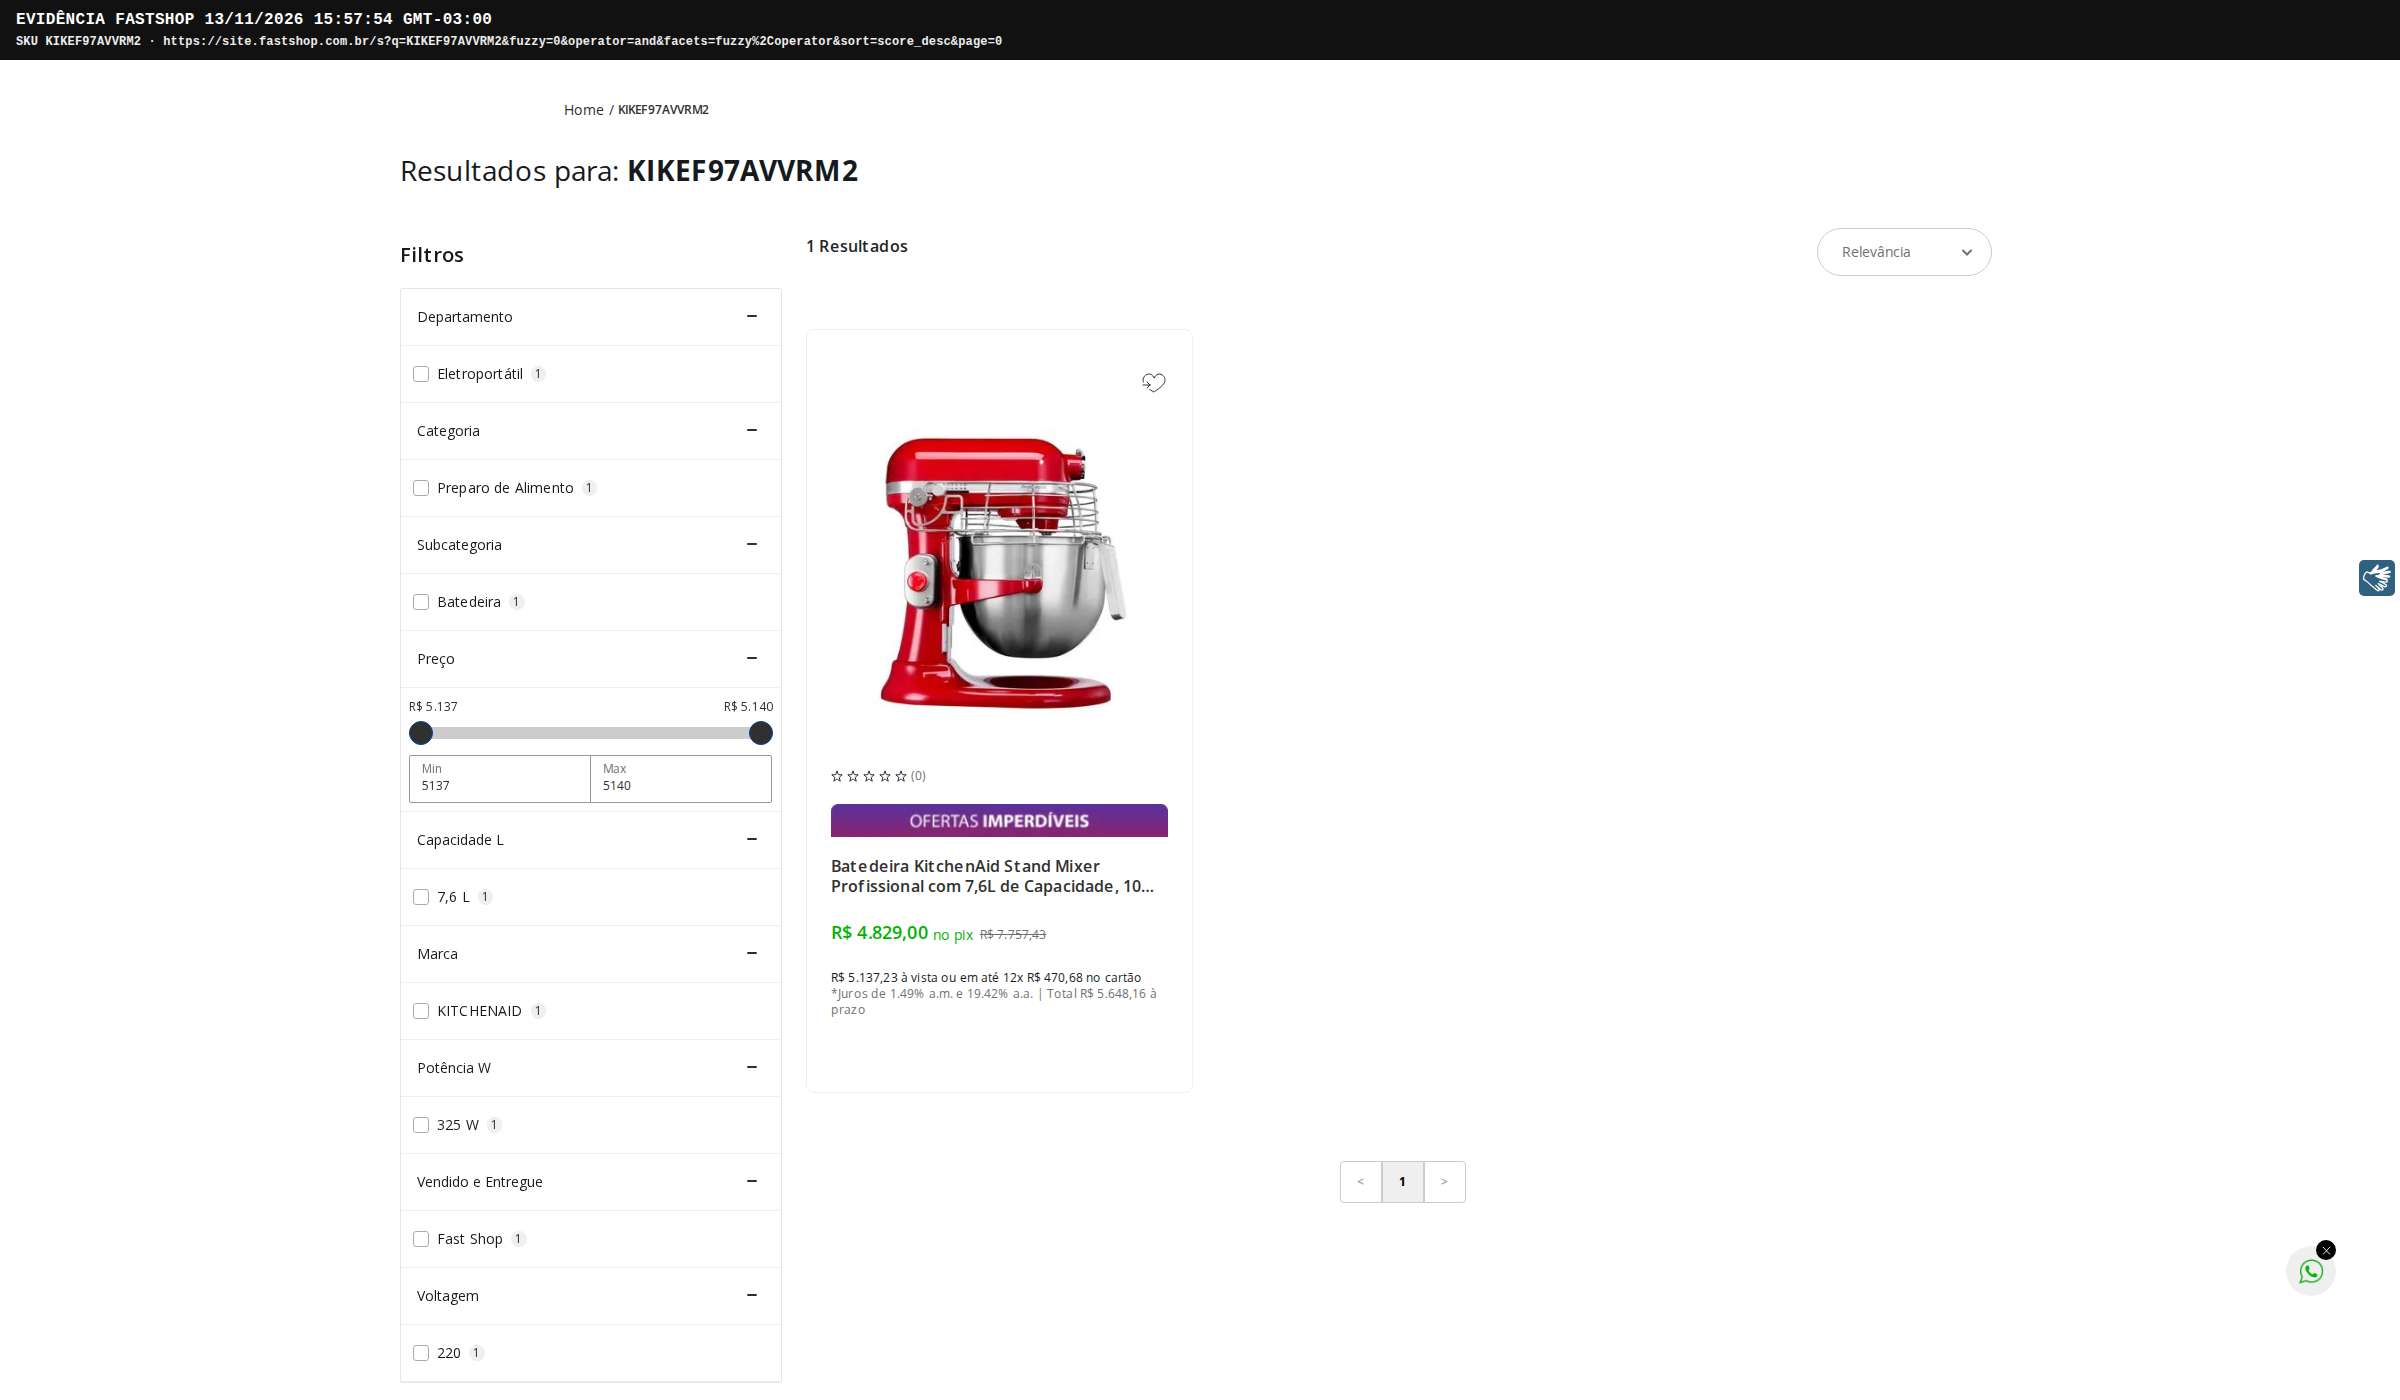 EVIDÊNCIA FASTSHOP 13/11/2026 15:57:54 GMT-03:00
SKU KIKEF97AVVRM2 · https://site.fastshop.com.br/s?q=KIKEF97AVVRM2&fuzzy=0&operator=and&facets=fuzzy%2Coperator&sort=score_desc&page=0
Home / KIKEF97AVVRM2
Resultados para: KIKEF97AVVRM2
Filtros
Departamento
Eletroportátil 1
Categoria
Preparo de Alimento 1
Subcategoria
Batedeira 1
Preço
R$ 5.137 R$ 5.140
Min Max
5137 5140
Capacidade L
7,6 L 1
Marca
KITCHENAID 1
Potência W
325 W 1
Vendido e Entregue
Fast Shop 1
Voltagem
220 1
1 Resultados
Relevância
(0)
OFERTAS IMPERDÍVEIS
Batedeira KitchenAid Stand Mixer
Profissional com 7,6L de Capacidade, 10...
R$ 4.829,00 no pix R$ 7.757,43
R$ 5.137,23 à vista ou em até 12x R$ 470,68 no cartão
*Juros de 1.49% a.m. e 19.42% a.a. | Total R$ 5.648,16 à
prazo
< 1 >